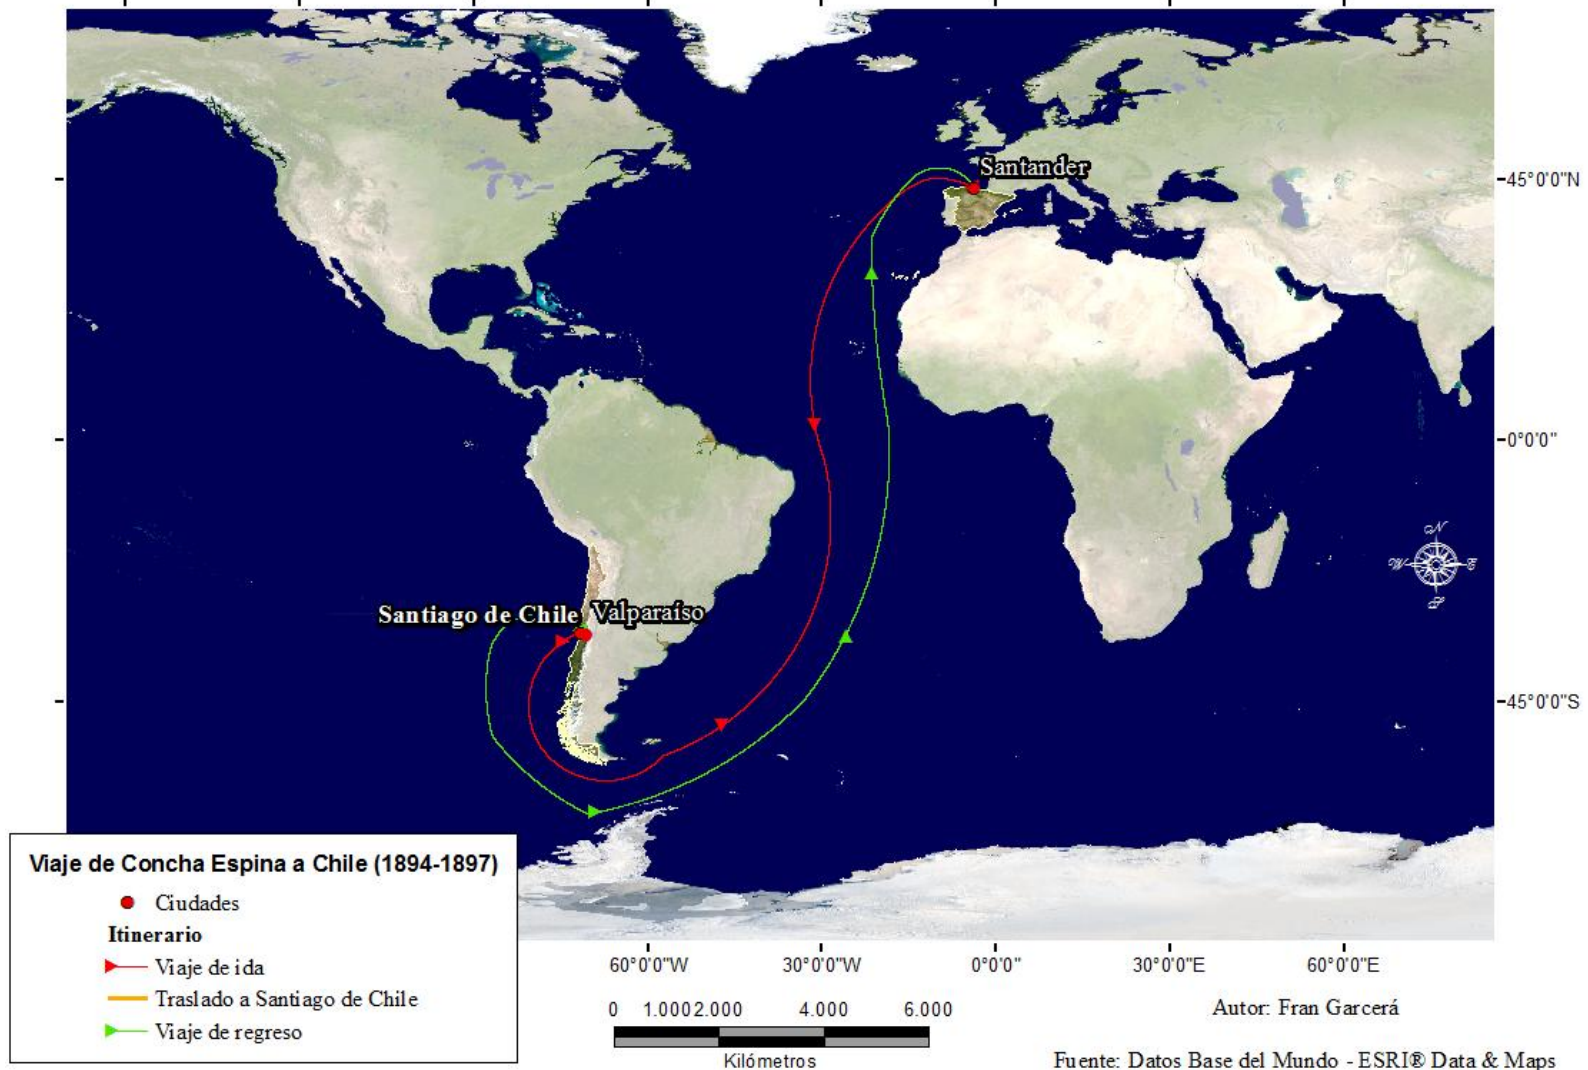 Santander
45°0'0"N
0°0'0"
N
W
E
S
Santiago de Chile
Valparaíso
45°0'0"S
Viaje de Concha Espina a Chile (1894-1897)
Ciudades
Itinerario
Viaje de ida
Traslado a Santiago de Chile
Viaje de regreso
60°0'0"W
30°0'0"W
0°0'0"
30°0'0"E
60°0'0"E
0 1.000 2.000 4.000 6.000
Kilómetros
Autor: Fran Garcerá
Fuente: Datos Base del Mundo - ESRI® Data & Maps